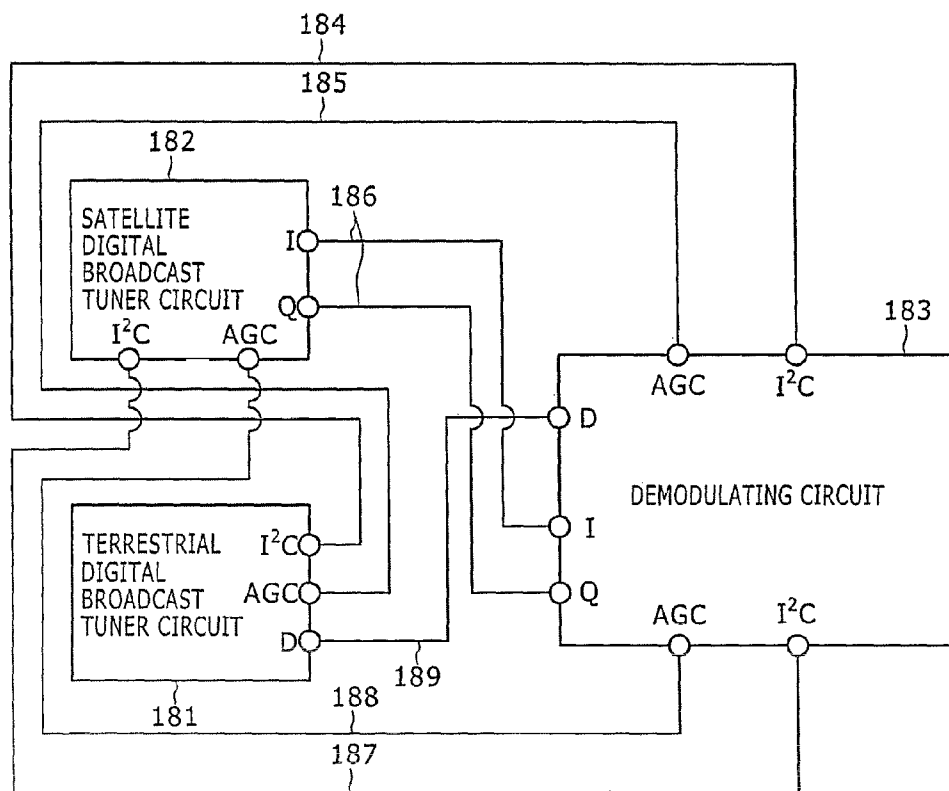 184
185
182
186
SATELLITE
DIGITAL
BROADCAST
TUNER CIRCUIT
I
Q
I²C
AGC
183
AGC
I²C
D
I
Q
DEMODULATING CIRCUIT
AGC
I²C
TERRESTRIAL
DIGITAL
BROADCAST
TUNER CIRCUIT
I²C
AGC
D
189
181
188
187